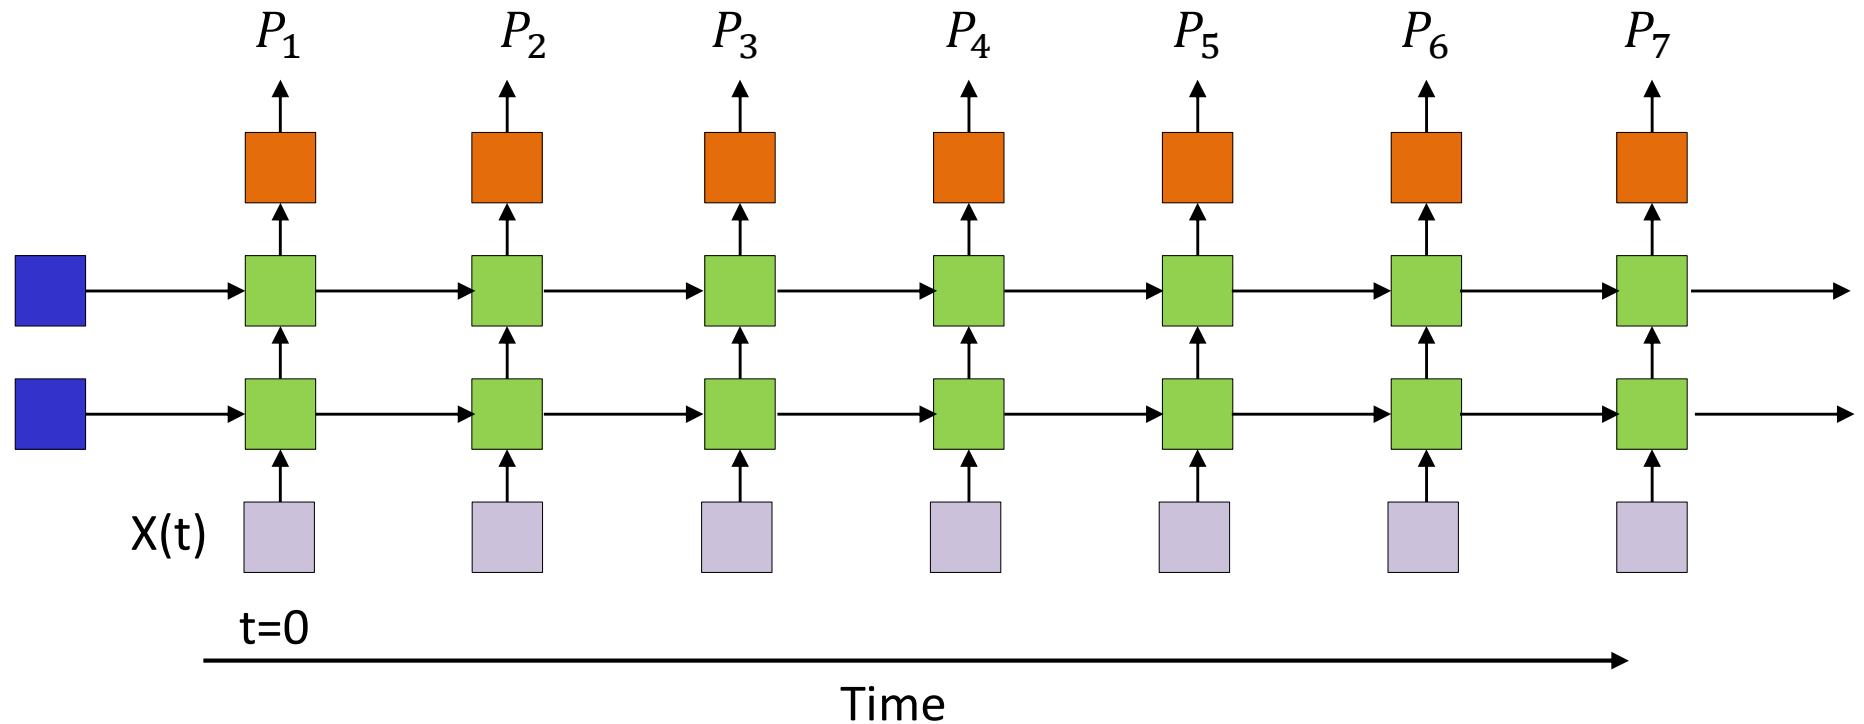 P₁ P₂ P₃ P₄ P₅ P₆ P₇
X(t)
t=0
Time